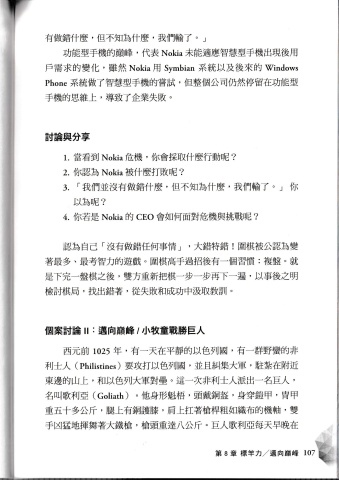 有做錯什麼，但不知為什麼，我們輸了。」
功能型手機的巔峰，代表 Nokia 未能適應智慧型手機出現後用
戶需求的變化，雖然 Nokia 用 Symbian 系統以及後來的 Windows
Phone 系統做了智慧型手機的嘗試，但整個公司仍然停留在功能型
手機的思維上，導致了企業失敗。
討論與分享
1. 當看到 Nokia 危機，你會採取什麼行動呢？
2. 你認為 Nokia 被什麼打敗呢？
3. 「我們並沒有做錯什麼，但不知為什麼，我們輸了。」 你
以為呢？
4. 你若是 Nokia 的 CEO 會如何面對危機與挑戰呢？
認為自己「沒有做錯任何事情」，大錯特錯！圍棋被公認為變
著最多，最考智力的遊戲。圍棋高手過招後有一個習慣：複盤。就
是下完一盤棋之後，雙方重新把棋一步一步再下一遍，以事後之明
檢討棋局，找出錯著，從失敗和成功中汲取教訓。
個案討論 II：邁向巔峰 / 小牧童戰勝巨人
西元前 1025 年，有一天在平靜的以色列國，有一群野蠻的非
利士人（Philistines）要攻打以色列國，並且糾集大軍，駐紮在附近
東邊的山上，和以色列大軍對壘。這一次非利士人派出一名巨人，
名叫歌利亞（Goliath）。他身形魁梧，頭戴銅盔，身穿鎧甲，冑甲
重五十多公斤，腿上有銅護膝，肩上扛著槍桿粗如織布的機軸，雙
手凶猛地揮舞著大鐵槍，槍頭重達八公斤。巨人歌利亞每天早晚在
第 8 章 標竿力／邁向巔峰 107